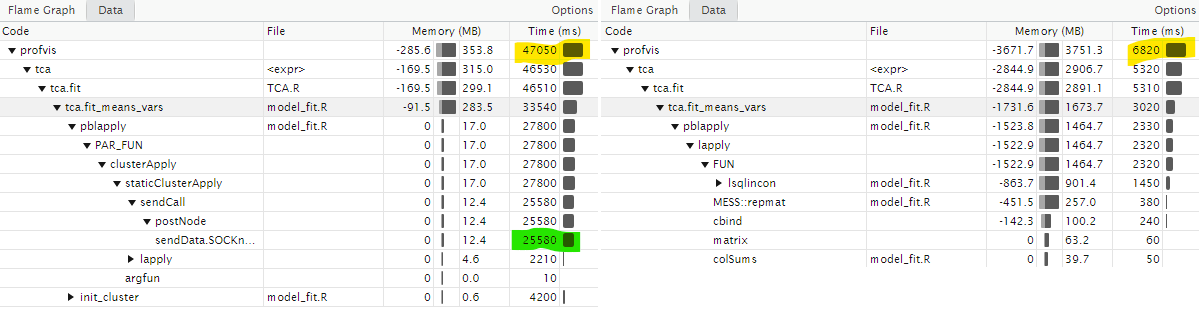 Flame Graph Data Options
Code File Memory (MB) Time (ms)
profvis -285.6 353.8 47050
tca <expr> -169.5 315.0 46530
tca.fit TCA.R -169.5 299.1 46510
tca.fit_means_vars model_fit.R -91.5 283.5 33540
pblapply model_fit.R 0 17.0 27800
PAR_FUN 0 17.0 27800
clusterApply 0 17.0 27800
staticClusterApply 0 17.0 27800
sendCall 0 12.4 25580
postNode 0 12.4 25580
sendData.SOCKn... 0 12.4 25580
lapply 0 4.6 2210
argfun 0 0.0 10
init_cluster model_fit.R 0 0.6 4200
Flame Graph Data Options
Code File Memory (MB) Time (ms)
profvis -3671.7 3751.3 6820
tca <expr> -2844.9 2906.7 5320
tca.fit TCA.R -2844.9 2891.1 5310
tca.fit_means_vars model_fit.R -1731.6 1673.7 3020
pblapply model_fit.R -1523.8 1464.7 2330
lapply -1522.9 1464.7 2320
FUN -1522.9 1464.7 2320
lsqlincon model_fit.R -863.7 901.4 1450
MESS::repmat model_fit.R -451.5 257.0 380
cbind model_fit.R -142.3 100.2 240
matrix 0 63.2 60
colSums model_fit.R 0 39.7 50